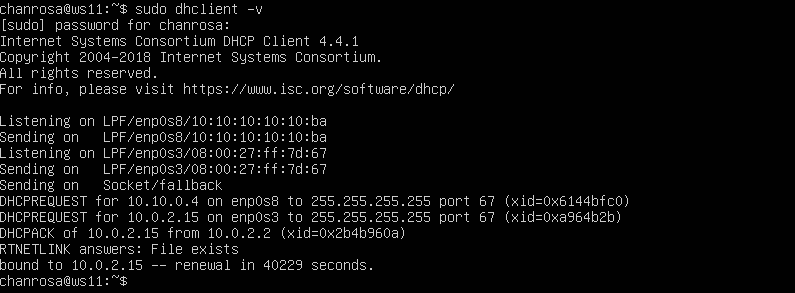 chanrosa@ws11:~$ sudo dhclient -v
[sudo] password for chanrosa:
Internet Systems Consortium DHCP Client 4.4.1
Copyright 2004-2018 Internet Systems Consortium.
All rights reserved.
For info, please visit https://www.isc.org/software/dhcp/

Listening on LPF/enp0s8/10:10:10:10:10:ba
Sending on   LPF/enp0s8/10:10:10:10:10:ba
Listening on LPF/enp0s3/08:00:27:ff:7d:67
Sending on   LPF/enp0s3/08:00:27:ff:7d:67
Sending on   Socket/fallback
DHCPREQUEST for 10.10.0.4 on enp0s8 to 255.255.255.255 port 67 (xid=0x6144bfc0)
DHCPREQUEST for 10.0.2.15 on enp0s3 to 255.255.255.255 port 67 (xid=0xa964b2b)
DHCPACK of 10.0.2.15 from 10.0.2.2 (xid=0x2b4b960a)
RTNETLINK answers: File exists
bound to 10.0.2.15 -- renewal in 40229 seconds.
chanrosa@ws11:~$